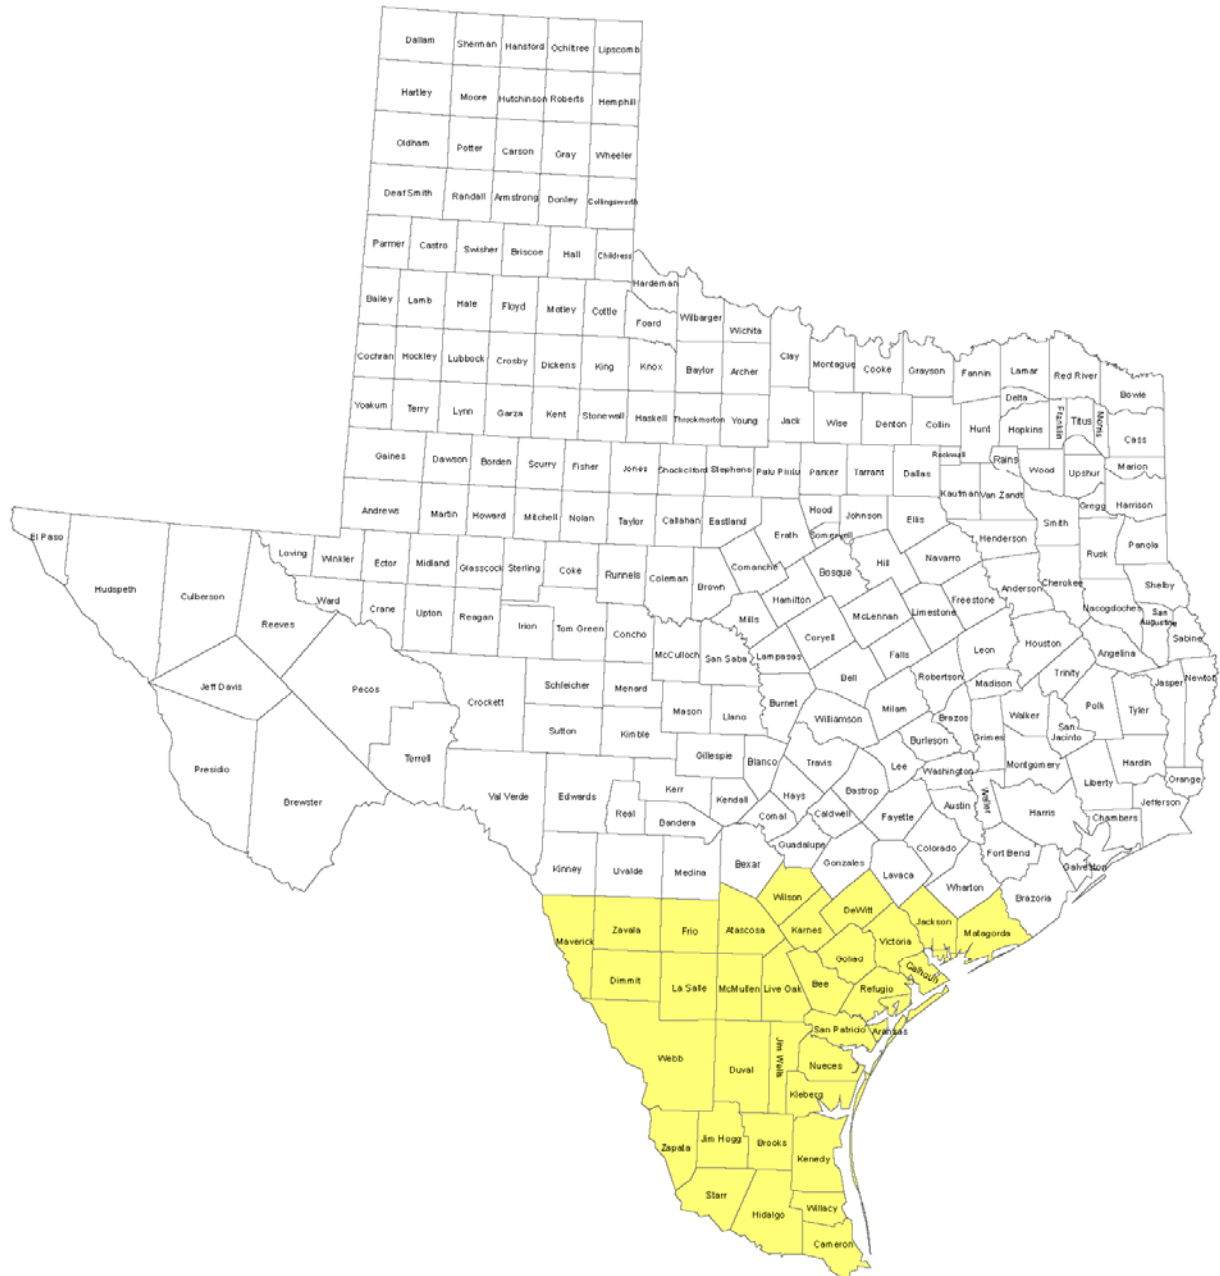 Dallam Sherman Hansford Ochiltree Lipscomb
Hartley Moore Hutchinson Roberts Hemphill
Oldham Potter Carson Gray Wheeler
Deaf Smith Randall Armstrong Donley Collingsworth
Parmer Castro Swisher Briscoe Hall Childress
Hardeman
Bailey Lamb Hale Floyd Motley Cottle Foard Wilbarger Wichita
Cochran Hockley Lubbock Crosby Dickens King Knox Baylor Archer Clay Montague Cooke Grayson Fannin Lamar Red River Bowie
Delta
Yoakum Terry Lynn Garza Kent Stonewall Haskell Throckmorton Young Jack Wise Denton Collin Hunt Hopkins Franklin Titus Morris Cass
Gaines Dawson Borden Scurry Fisher Jones Shackelford Stephens Palo Pinto Parker Tarrant Dallas Rockwall Rains Wood Upshur Marion
Kaufman Van Zandt Gregg Harrison
Andrews Martin Howard Mitchell Nolan Taylor Callahan Eastland Erath Hood Somervell Johnson Ellis Henderson Smith Rusk Panola
El Paso Hudspeth Culberson Reeves Loving Winkler Ector Midland Glasscock Sterling Coke Runnels Coleman Brown Comanche Bosque Hill Navarro Anderson Cherokee Shelby
Ward Crane Upton Reagan Irion Tom Green Concho Mills Hamilton McLennan Limestone Freestone Nacogdoches San Augustine Sabine
McCulloch San Saba Lampasas Coryell Falls Leon Houston Angelina
Jeff Davis Pecos Crockett Schleicher Menard Bell Robertson Madison Trinity Jasper Newton
Mason Llano Burnet Williamson Milam Brazos Grimes Walker San Jacinto Polk Tyler
Presidio Brewster Terrell Sutton Kimble Gillespie Blanco Travis Lee Burleson Washington Montgomery Liberty Hardin Orange
Val Verde Edwards Real Kerr Bandera Kendall Comal Hays Caldwell Bastrop Fayette Austin Waller Harris Chambers Jefferson
Kinney Uvalde Medina Bexar Guadalupe Gonzales Lavaca Colorado Fort Bend Galveston
Wharton Brazoria
Maverick Zavala Frio Atascosa Wilson Karnes DeWitt Victoria Jackson Matagorda
Goliad Calhoun
Dimmit La Salle McMullen Live Oak Bee Refugio
San Patricio Aransas
Webb Duval Jim Wells Nueces
Kleberg
Zapata Jim Hogg Brooks Kenedy
Starr Hidalgo Willacy
Cameron